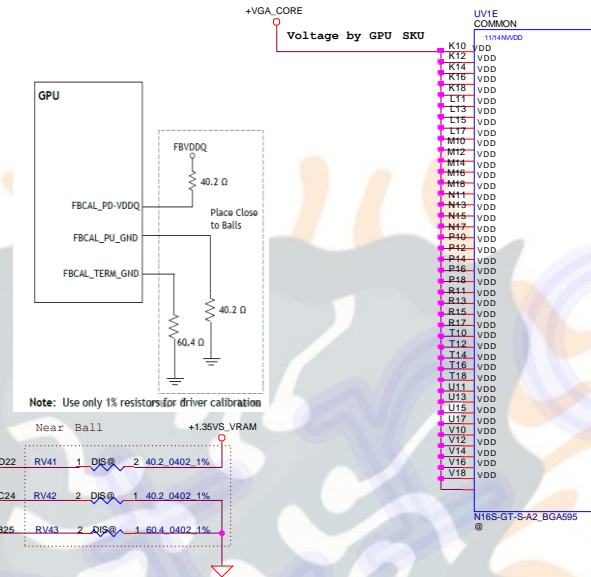 +VGA_CORE
Voltage by GPU SKU
UV1E
COMMON
11/14 NVVDD
K10 VDD
K12 VDD
K14 VDD
K16 VDD
K18 VDD
L11 VDD
L13 VDD
L15 VDD
L17 VDD
M10 VDD
M12 VDD
M14 VDD
M16 VDD
M18 VDD
N11 VDD
N13 VDD
N15 VDD
N17 VDD
P10 VDD
P12 VDD
P14 VDD
P16 VDD
P18 VDD
R11 VDD
R13 VDD
R15 VDD
R17 VDD
T10 VDD
T12 VDD
T14 VDD
T16 VDD
T18 VDD
U11 VDD
U13 VDD
U15 VDD
U17 VDD
V10 VDD
V12 VDD
V14 VDD
V16 VDD
V18 VDD
N16S-GT-S-A2_BGA595
@
GPU
FBVDDQ
40.2 Ω
FBCAL_PD-VDDQ
Place Close
to Balls
FBCAL_PU_GND
FBCAL_TERM_GND
40.2 Ω
60.4 Ω
Note: Use only 1% resistors for driver calibration
Near Ball
+1.35VS_VRAM
D22 RV41 1 DIS@ 2 40.2_0402_1%
C24 RV42 2 DIS@ 1 40.2_0402_1%
B25 RV43 2 DIS@ 1 60.4_0402_1%